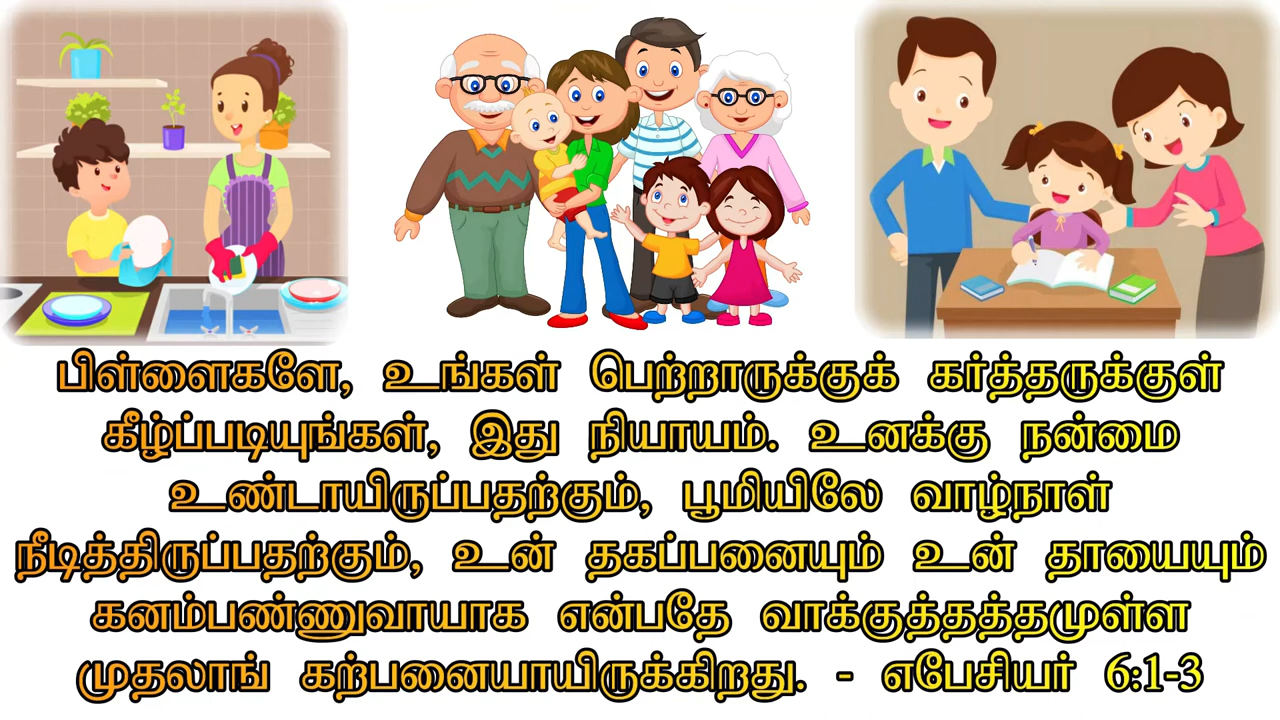 பிள்ளைகளே, உங்கள் பெற்றாருக்குக் கர்த்தருக்குள்
கீழ்ப்படியுங்கள், இது நியாயம். உனக்கு நன்மை
உண்டாயிருப்பதற்கும், பூமியிலே வாழ்நாள்
நீடித்திருப்பதற்கும், உன் தகப்பனையும் உன் தாயையும்
கனம்பண்ணுவாயாக என்பதே வாக்குத்தத்தமுள்ள
முதலாங் கற்பனையாயிருக்கிறது. - எபேசியர் 6:1-3